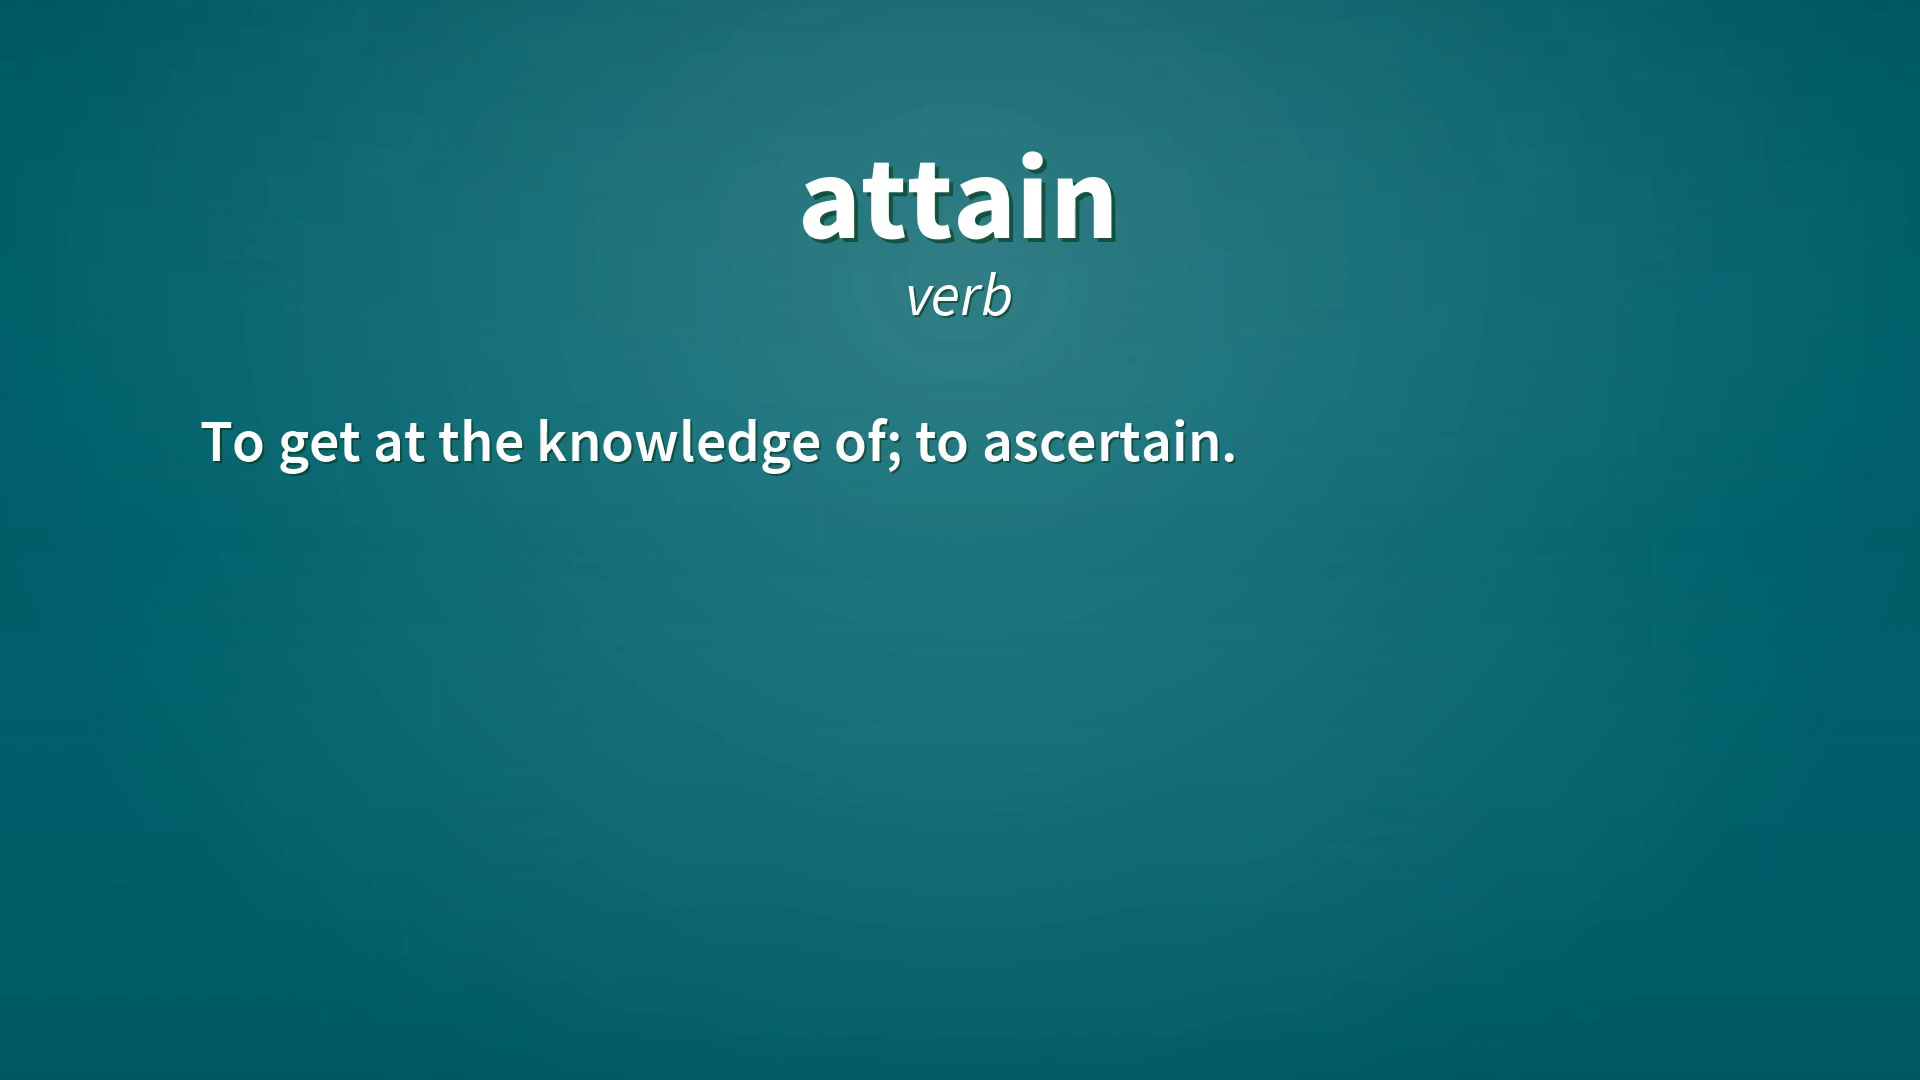 attain
verb
To get at the knowledge of; to ascertain.